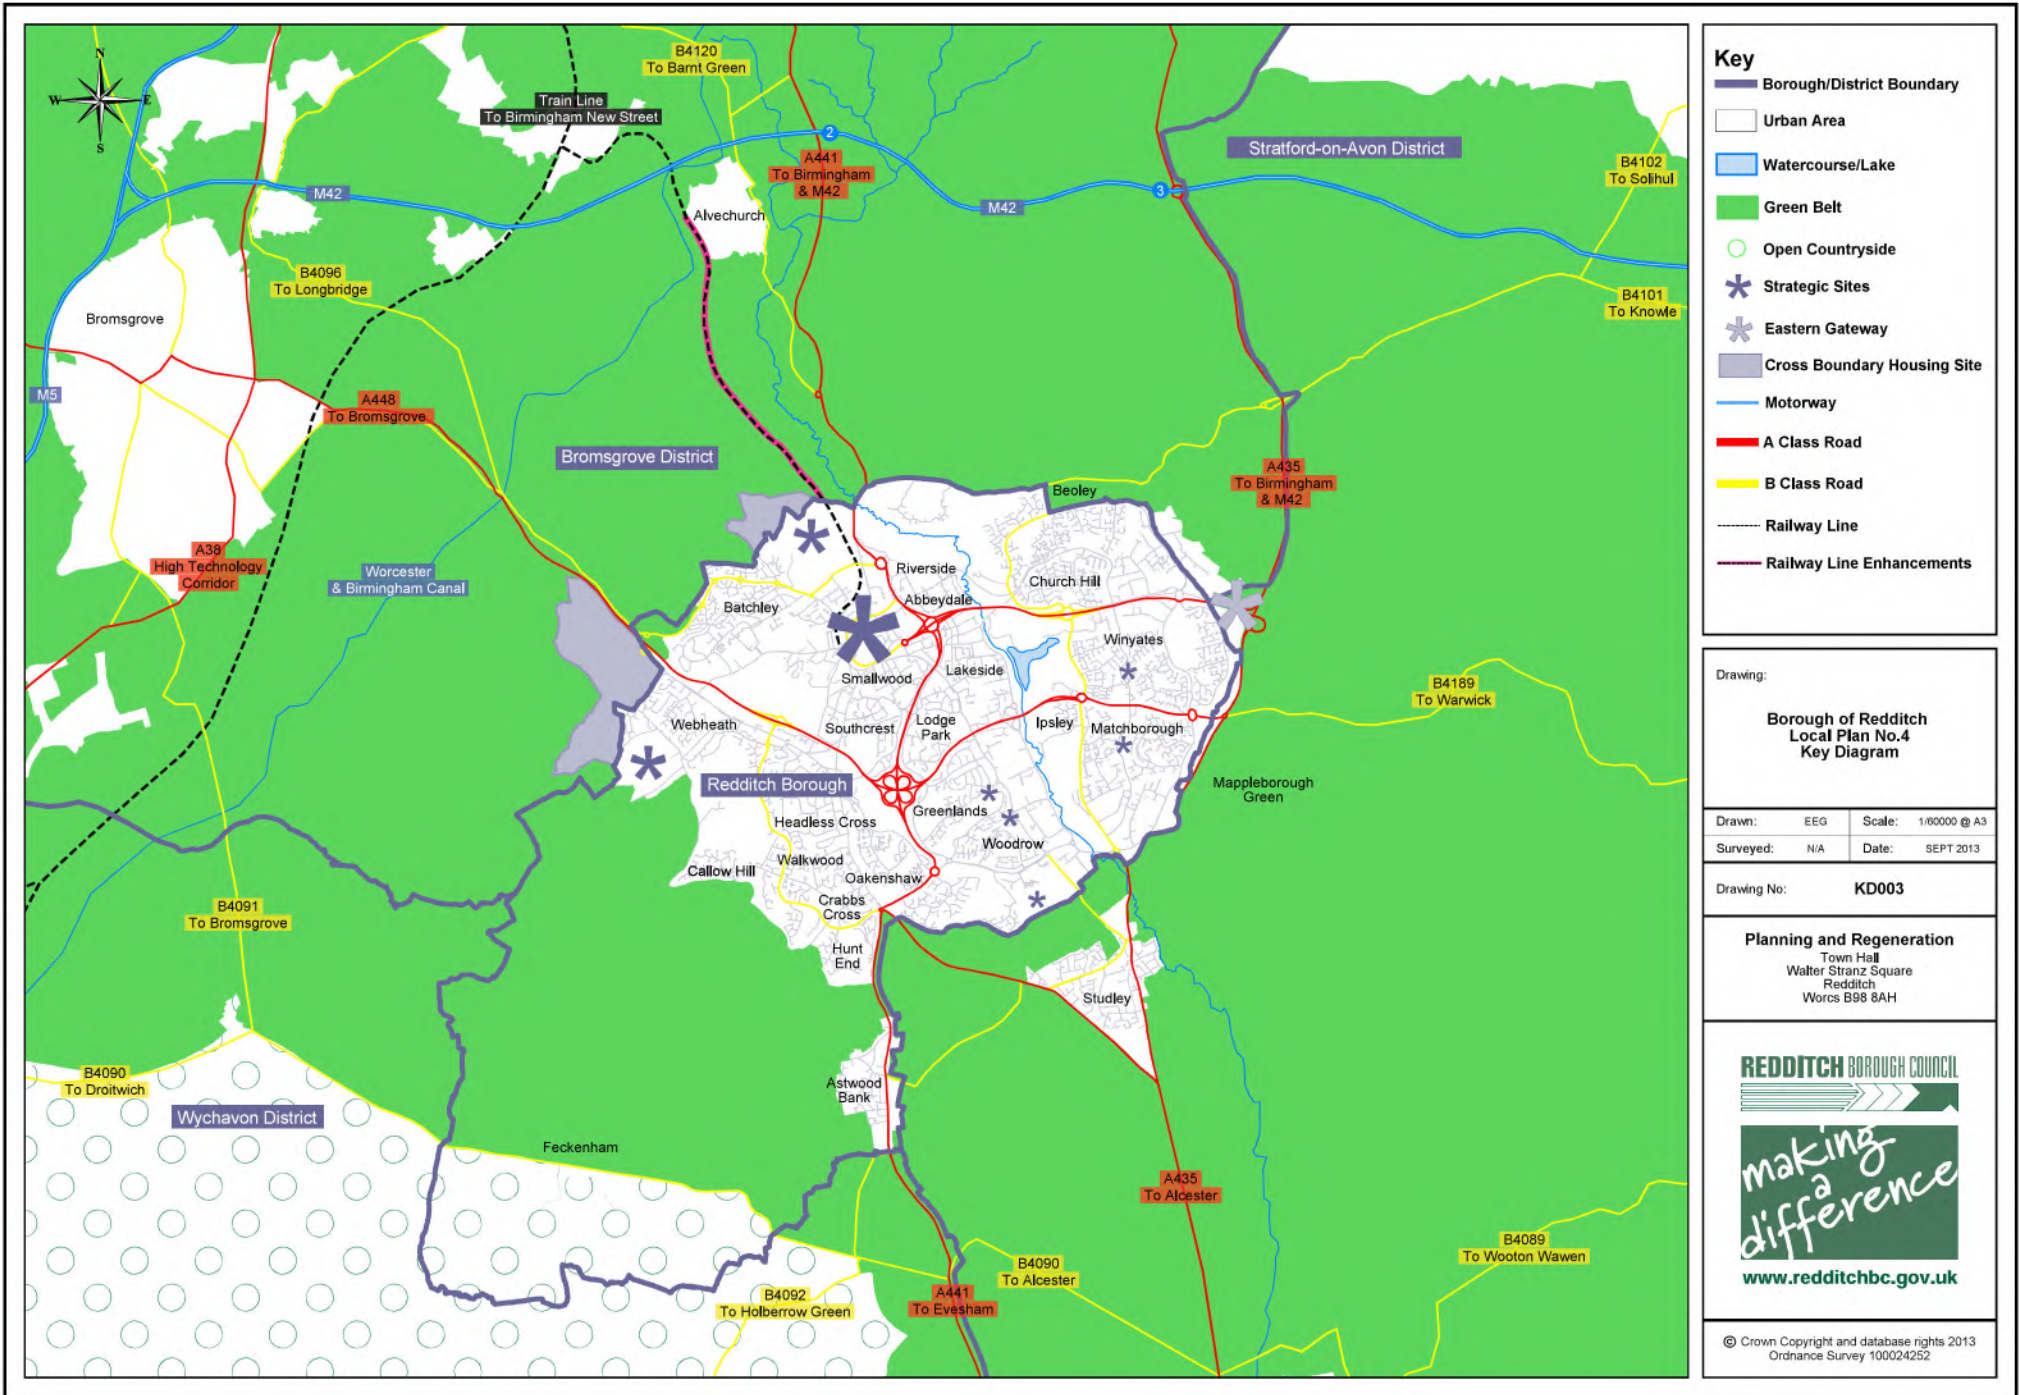 N
W
E
S
B4120
To Barnt Green
Train Line
To Birmingham New Street
2
A441
To Birmingham
& M42
Stratford-on-Avon District
B4102
To Solihul
M42
3
M42
Alvechurch
B4096
To Longbridge
B4101
To Knowle
Bromsgrove
M5
A448
To Bromsgrove
Bromsgrove District
A435
To Birmingham
& M42
Beoley
A38
High Technology
Corridor
Worcester
& Birmingham Canal
Riverside
Church Hill
Abbeydale
Batchley
Winyates
Smallwood
Lakeside
B4189
To Warwick
Webheath
Southcrest
Lodge
Park
Ipsley
Matchborough
Redditch Borough
Mappleborough
Green
Greenlands
Headless Cross
Woodrow
Walkwood
Callow Hill
Oakenshaw
Crabbs
Cross
B4091
To Bromsgrove
Hunt
End
Studley
B4090
To Droitwich
Astwood
Bank
Wychavon District
Feckenham
A435
To Alcester
B4090
To Alcester
B4089
To Wooton Wawen
B4092
To Holberrow Green
A441
To Evesham
Key
Borough/District Boundary
Urban Area
Watercourse/Lake
Green Belt
Open Countryside
Strategic Sites
Eastern Gateway
Cross Boundary Housing Site
Motorway
A Class Road
B Class Road
Railway Line
Railway Line Enhancements
Drawing:
Borough of Redditch
Local Plan No.4
Key Diagram
Drawn: EEG Scale: 1/60000 @ A3
Surveyed: N/A Date: SEPT 2013
Drawing No: KD003
Planning and Regeneration
Town Hall
Walter Stranz Square
Redditch
Worcs B98 8AH
REDDITCH BOROUGH COUNCIL
making
a
difference
www.redditchbc.gov.uk
© Crown Copyright and database rights 2013
Ordnance Survey 100024252